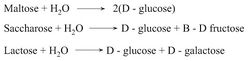 Maltose + H₂O ⟶ 2(D - glucose)
Saccharose + H₂O ⟶ D - glucose + B - D fructose
Lactose + H₂O ⟶ D - glucose + D - galactose